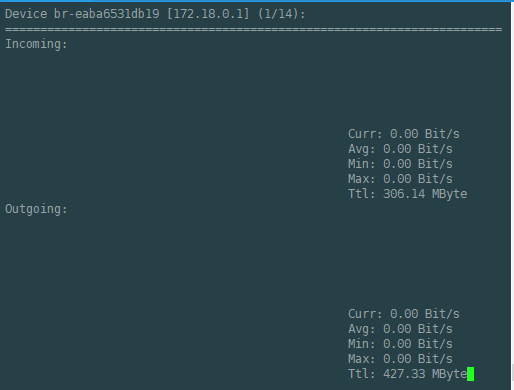 Device br-eaba6531db19 [172.18.0.1] (1/14):
=======================================================================
Incoming:
Curr: 0.00 Bit/s
Avg: 0.00 Bit/s
Min: 0.00 Bit/s
Max: 0.00 Bit/s
Ttl: 306.14 MByte
Outgoing:
Curr: 0.00 Bit/s
Avg: 0.00 Bit/s
Min: 0.00 Bit/s
Max: 0.00 Bit/s
Ttl: 427.33 MByte